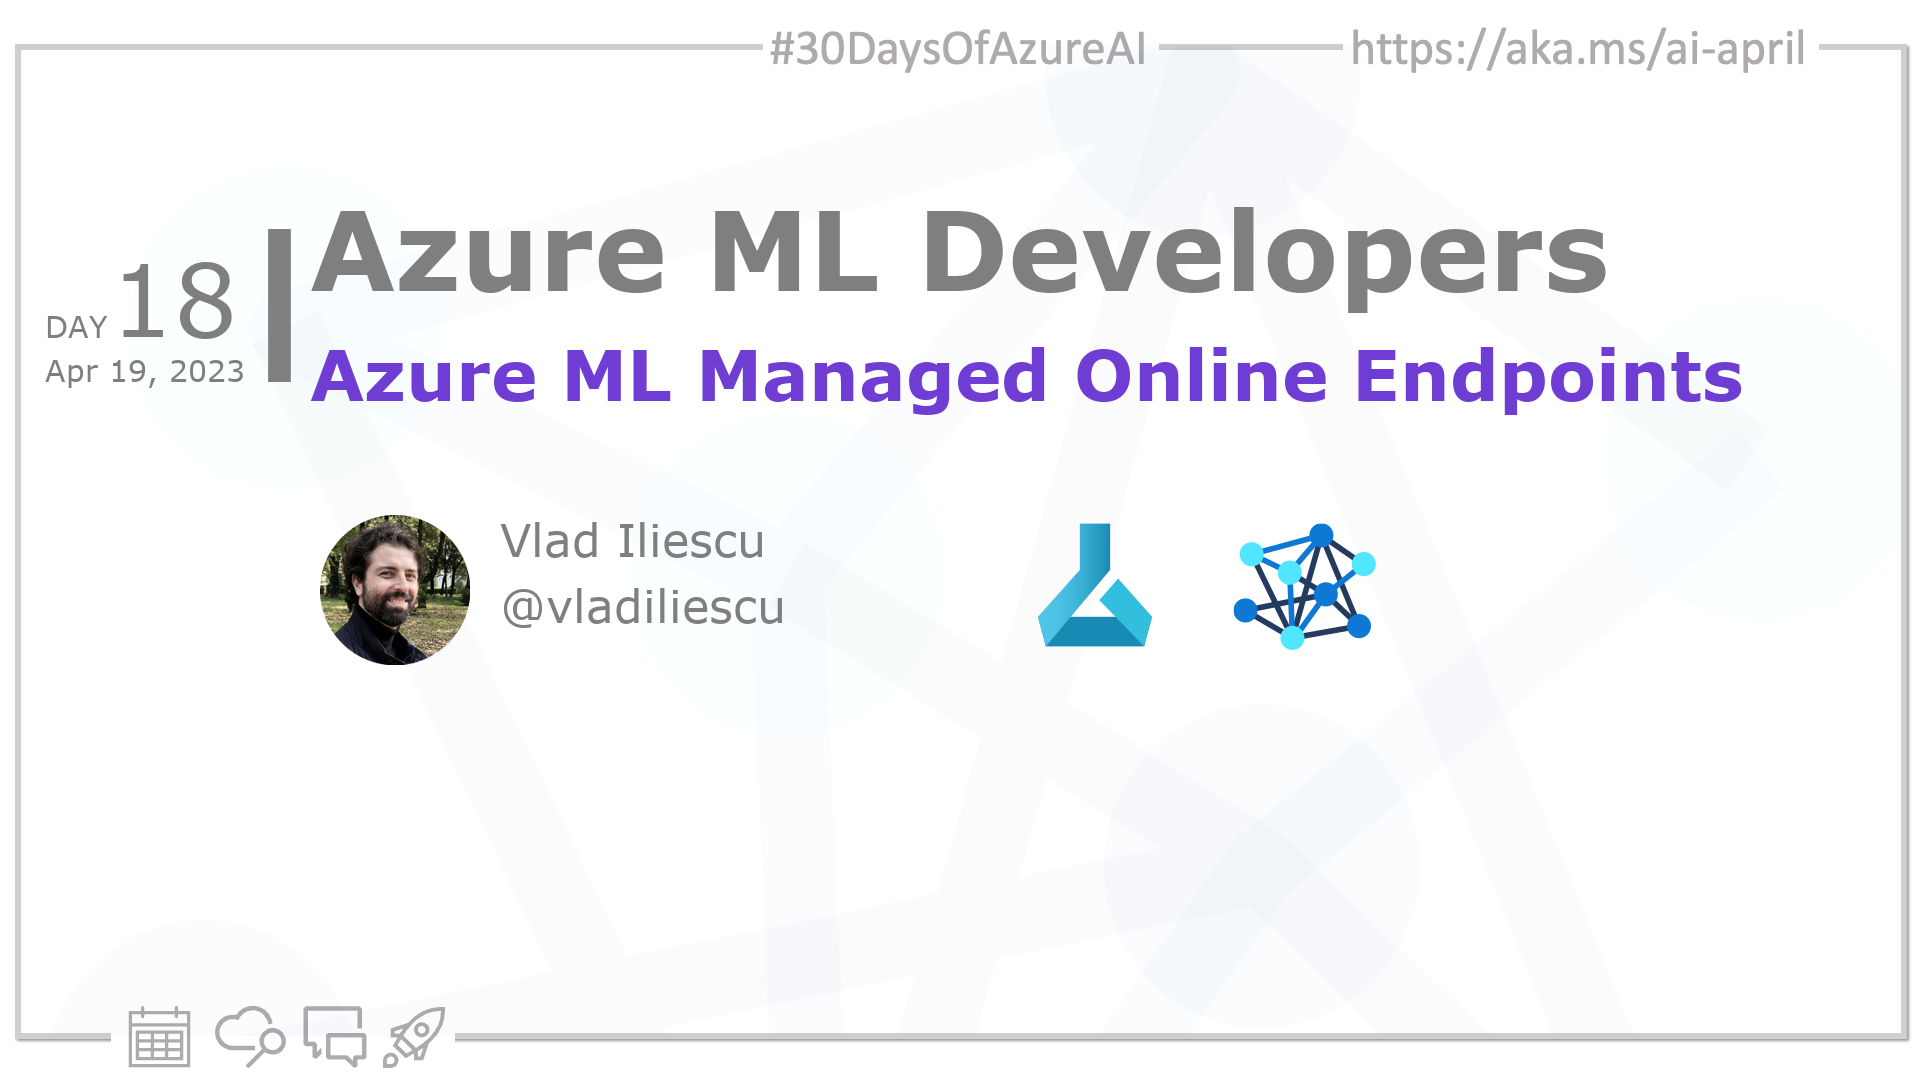 #30DaysOfAzureAI
https://aka.ms/ai-april
DAY 18
Apr 19, 2023
Azure ML Developers
Azure ML Managed Online Endpoints
Vlad Iliescu
@vladiliescu